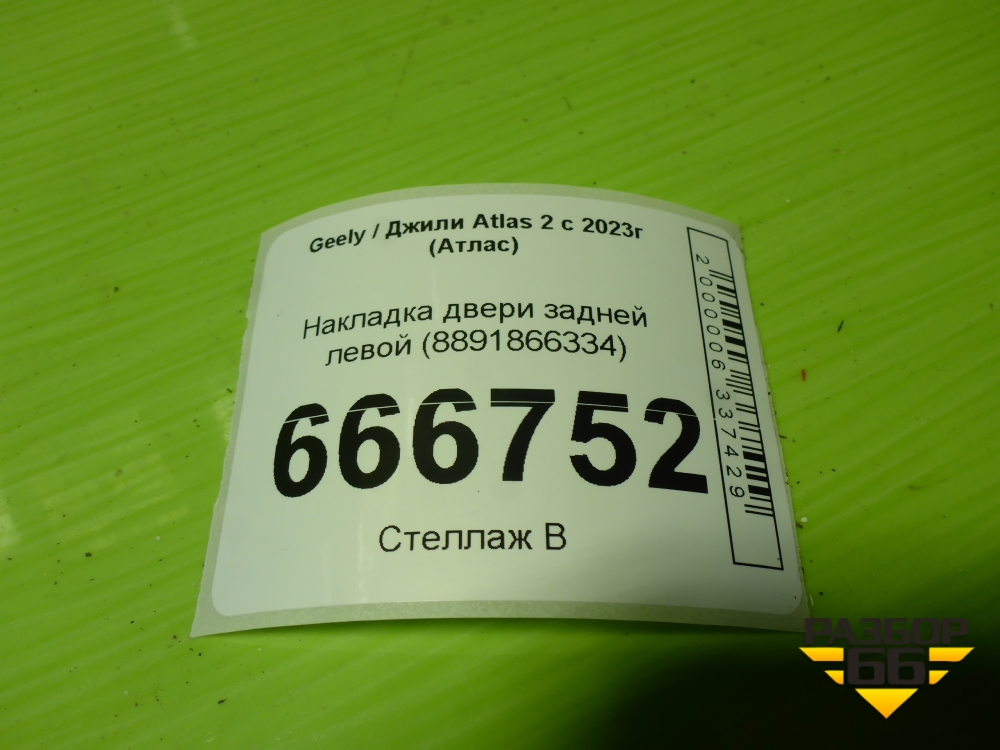 Geely / Джили Atlas 2 с 2023г
(Атлас)
Накладка двери задней
левой (8891866334)
666752
Стеллаж В
2000006337429
РАЗБОР
66